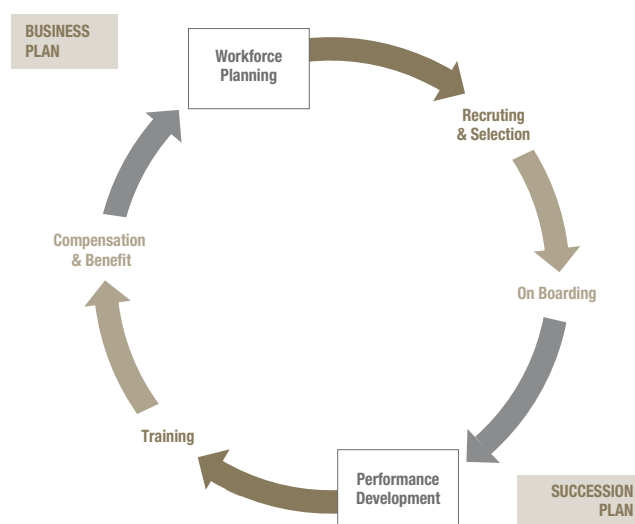 BUSINESS
PLAN
Workforce
Planning
Recruting
& Selection
On Boarding
Performance
Development
SUCCESSION
PLAN
Training
Compensation
& Benefit